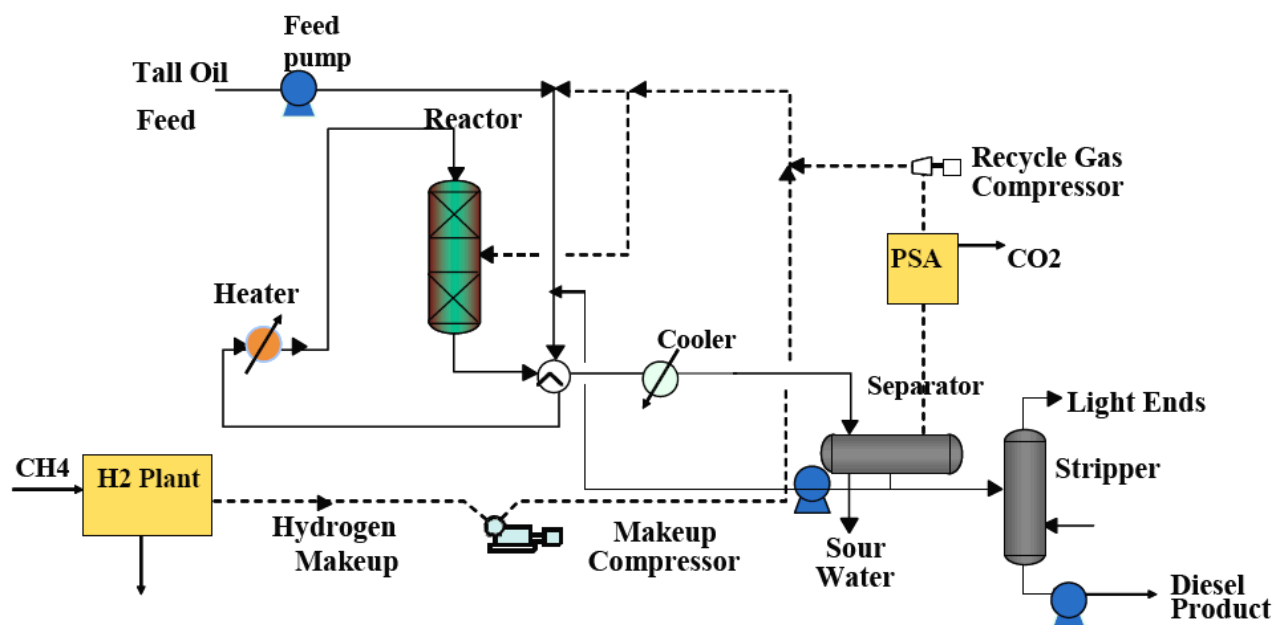 Feed
pump
Tall Oil
Feed
Reactor
Recycle Gas
Compressor
PSA
CO2
Heater
Cooler
Separator
Light Ends
CH4
H2 Plant
Stripper
Hydrogen
Makeup
Makeup
Compressor
Sour
Water
Diesel
Product